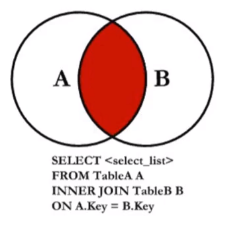 A B
SELECT <select_list>
FROM TableA A
INNER JOIN TableB B
ON A.Key = B.Key